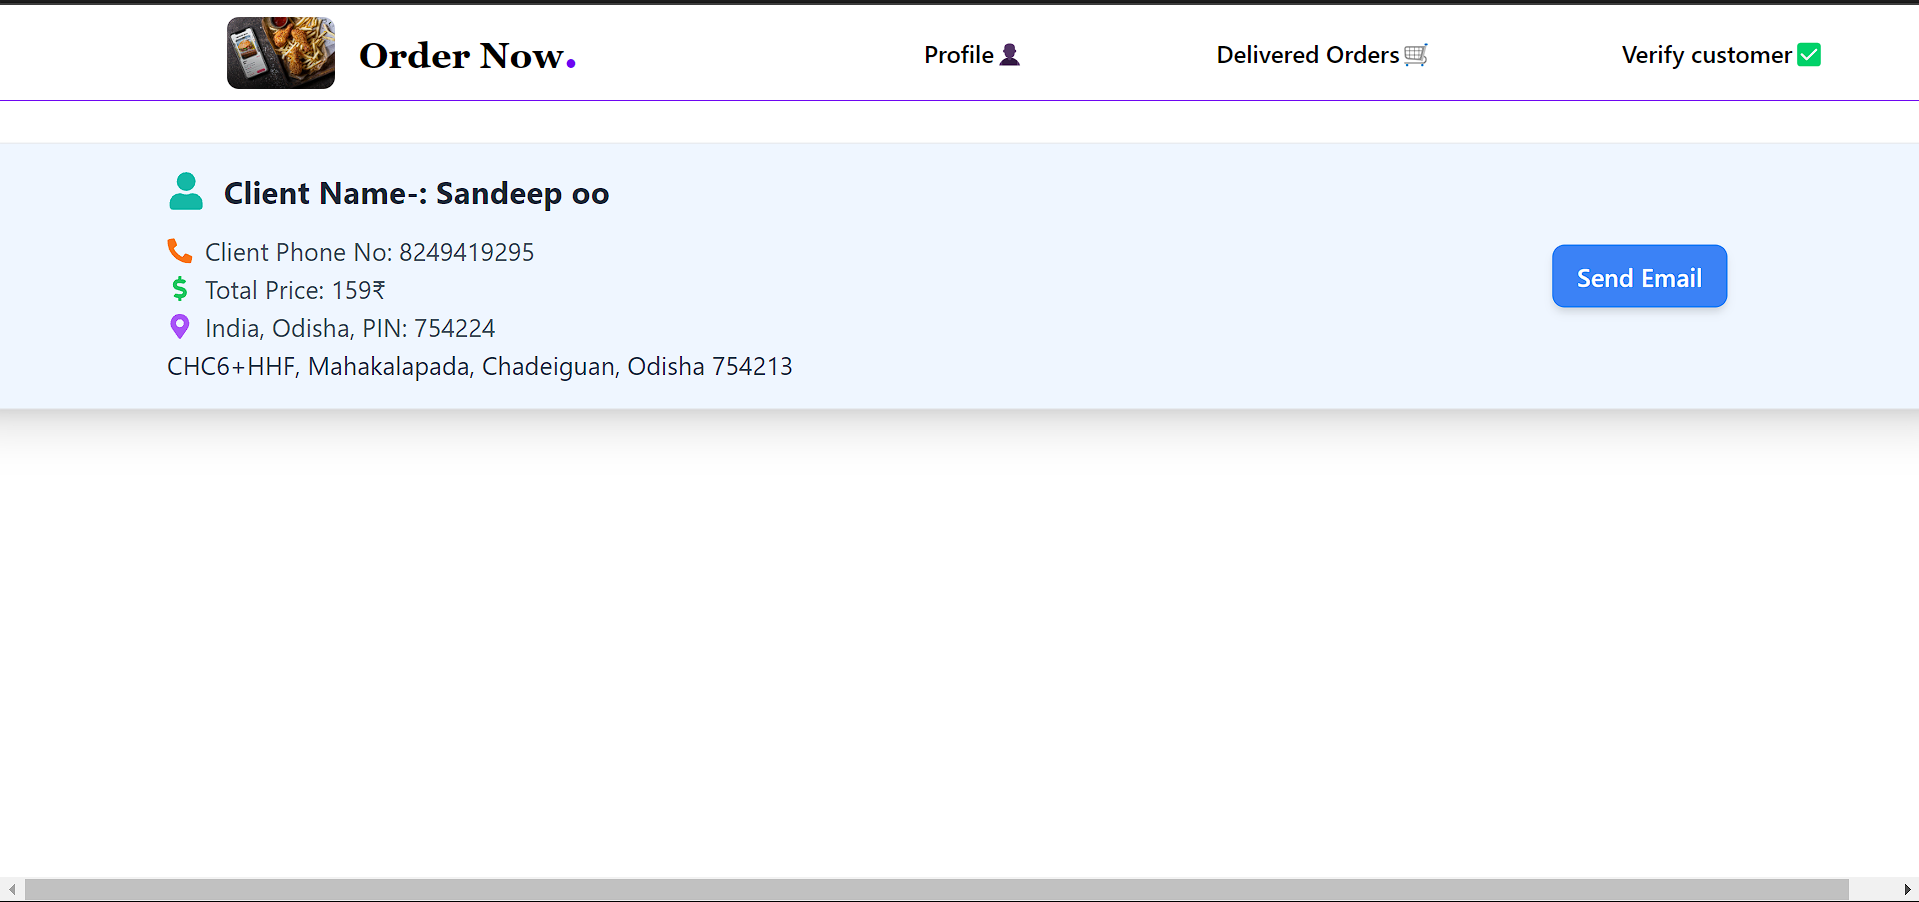 Order Now.
Profile👤
Delivered Orders🛒
Verify customer✅
Client Name-: Sandeep oo
Client Phone No: 8249419295
Total Price: 159₹
India, Odisha, PIN: 754224
CHC6+HHF, Mahakalapada, Chadeiguan, Odisha 754213
Send Email